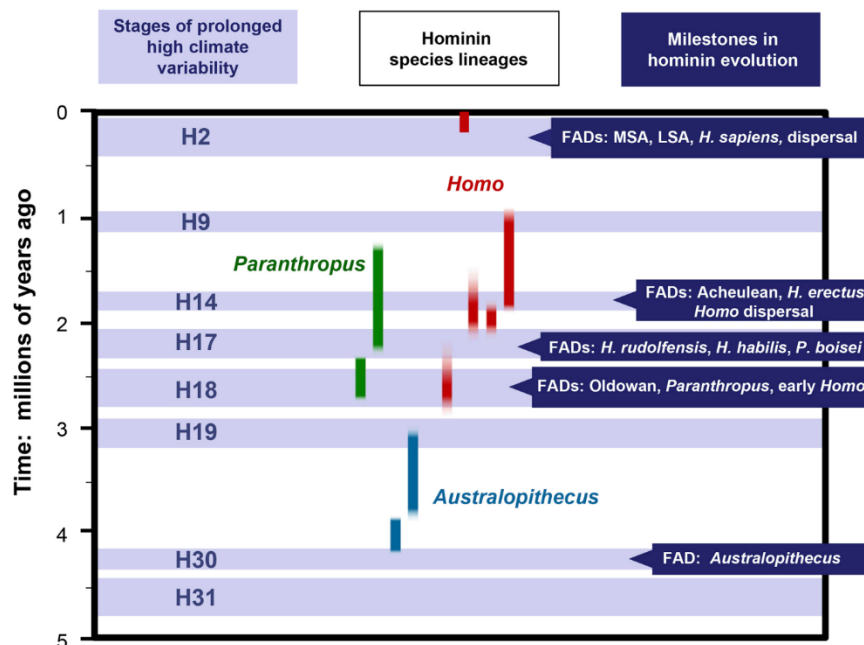 Stages of prolonged
high climate
variability
Hominin
species lineages
Milestones in
hominin evolution
Time: millions of years ago
0
1
2
3
4
5
H2
H9
H14
H17
H18
H19
H30
H31
Homo
Paranthropus
Australopithecus
FADs: MSA, LSA, H. sapiens, dispersal
FADs: Acheulean, H. erectus
Homo dispersal
FADs: H. rudolfensis, H. habilis, P. boisei
FADs: Oldowan, Paranthropus, early Homo
FAD: Australopithecus